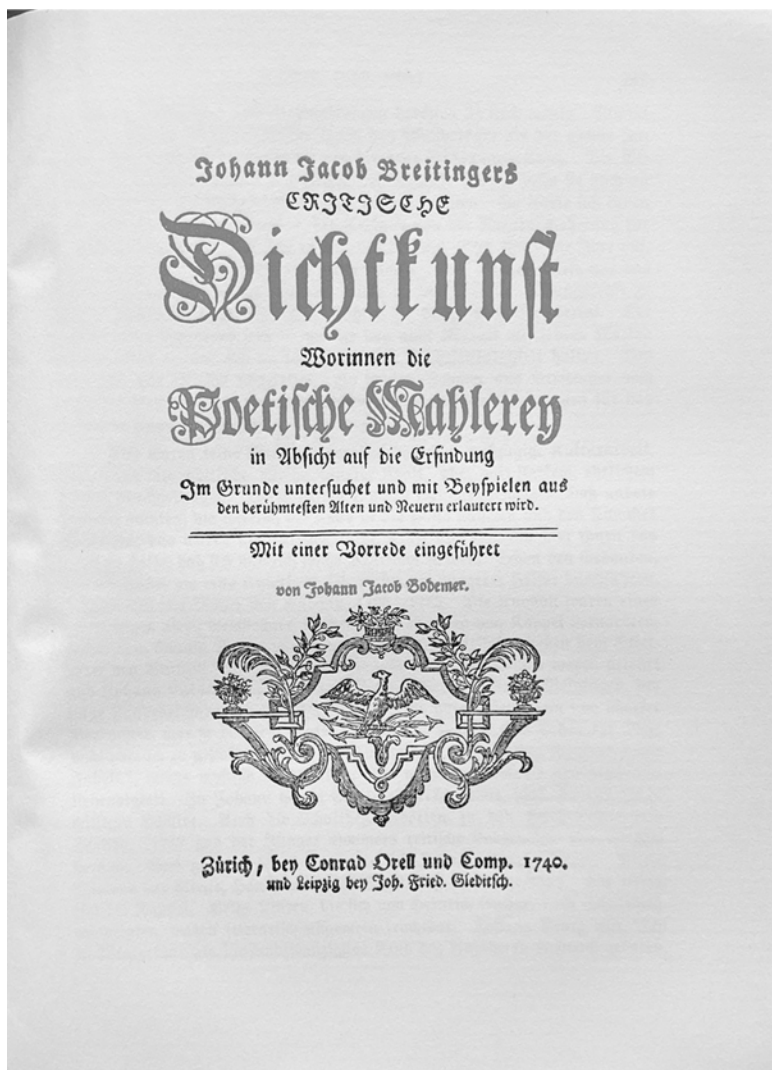 Johann Jacob Breitingers
CRITISCHE
Dichtkunst
Worinnen die
Poetische Mahlerey
in Absicht auf die Erfindung
Im Grunde untersuchet und mit Beyspielen aus
den berühmtesten Alten und Neuern erlautert wird.
Mit einer Vorrede eingeführet
von Johann Jacob Bodemer.
Zürich, bey Conrad Orell und Comp. 1740.
und Leipzig bey Joh. Fried. Gleditsch.